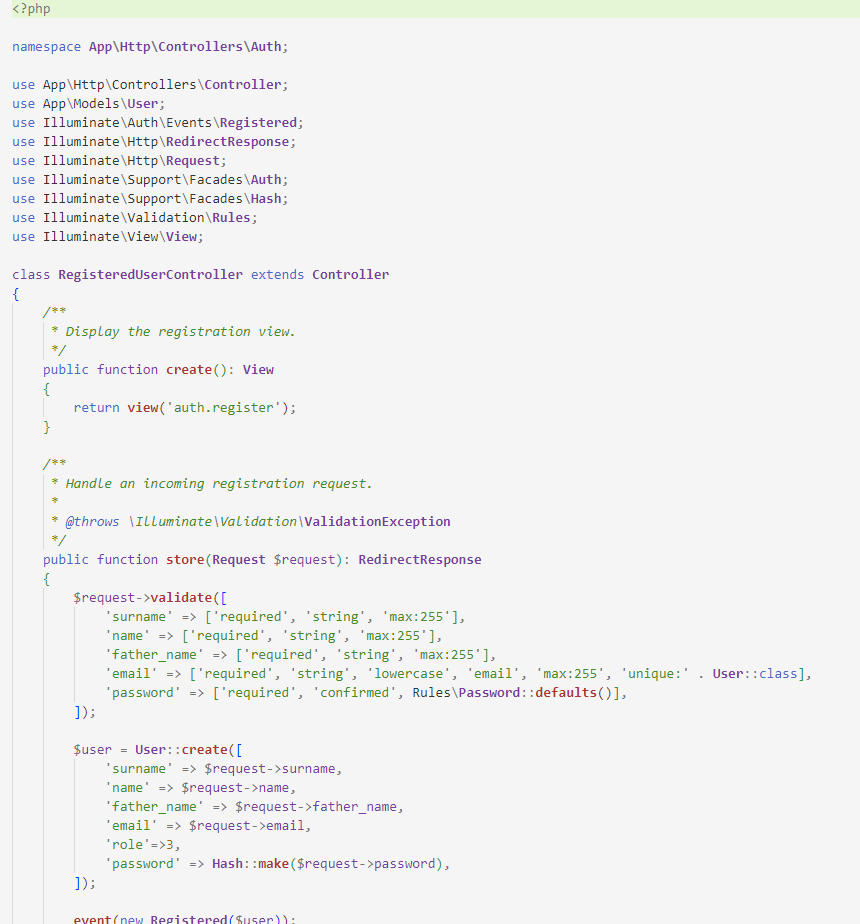 <?php
namespace App\Http\Controllers\Auth;
use App\Http\Controllers\Controller;
use App\Models\User;
use Illuminate\Auth\Events\Registered;
use Illuminate\Http\RedirectResponse;
use Illuminate\Http\Request;
use Illuminate\Support\Facades\Auth;
use Illuminate\Support\Facades\Hash;
use Illuminate\Validation\Rules;
use Illuminate\View\View;
class RegisteredUserController extends Controller
{
/**
* Display the registration view.
*/
public function create(): View
{
return view('auth.register');
}
/**
* Handle an incoming registration request.
*
* @throws \Illuminate\Validation\ValidationException
*/
public function store(Request $request): RedirectResponse
{
$request->validate([
'surname' => ['required', 'string', 'max:255'],
'name' => ['required', 'string', 'max:255'],
'father_name' => ['required', 'string', 'max:255'],
'email' => ['required', 'string', 'lowercase', 'email', 'max:255', 'unique:' . User::class],
'password' => ['required', 'confirmed', Rules\Password::defaults()],
]);
$user = User::create([
'surname' => $request->surname,
'name' => $request->name,
'father_name' => $request->father_name,
'email' => $request->email,
'role'=>3,
'password' => Hash::make($request->password),
]);
event(new Registered($user));